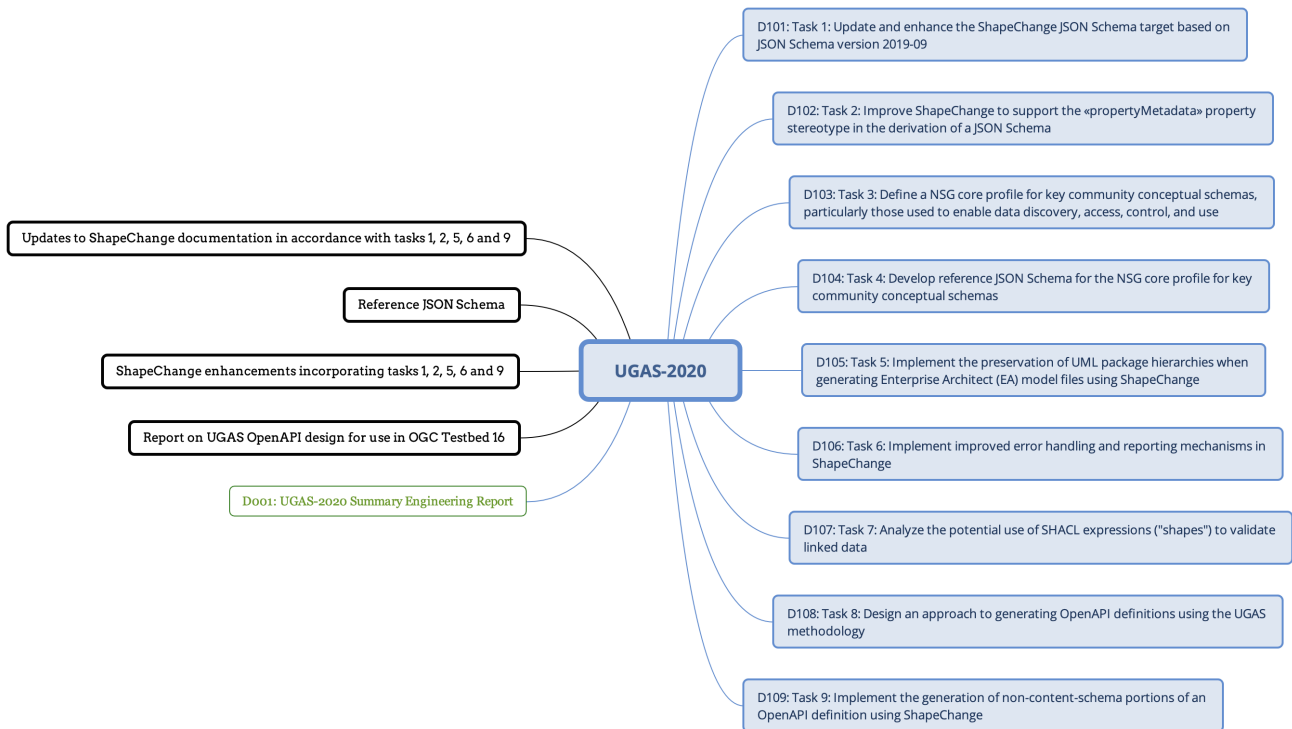 Updates to ShapeChange documentation in accordance with tasks 1, 2, 5, 6 and 9
Reference JSON Schema
ShapeChange enhancements incorporating tasks 1, 2, 5, 6 and 9
Report on UGAS OpenAPI design for use in OGC Testbed 16
D001: UGAS-2020 Summary Engineering Report
UGAS-2020
D101: Task 1: Update and enhance the ShapeChange JSON Schema target based on
JSON Schema version 2019-09
D102: Task 2: Improve ShapeChange to support the «propertyMetadata» property
stereotype in the derivation of a JSON Schema
D103: Task 3: Define a NSG core profile for key community conceptual schemas,
particularly those used to enable data discovery, access, control, and use
D104: Task 4: Develop reference JSON Schema for the NSG core profile for key
community conceptual schemas
D105: Task 5: Implement the preservation of UML package hierarchies when
generating Enterprise Architect (EA) model files using ShapeChange
D106: Task 6: Implement improved error handling and reporting mechanisms in
ShapeChange
D107: Task 7: Analyze the potential use of SHACL expressions ("shapes") to validate
linked data
D108: Task 8: Design an approach to generating OpenAPI definitions using the UGAS
methodology
D109: Task 9: Implement the generation of non-content-schema portions of an
OpenAPI definition using ShapeChange